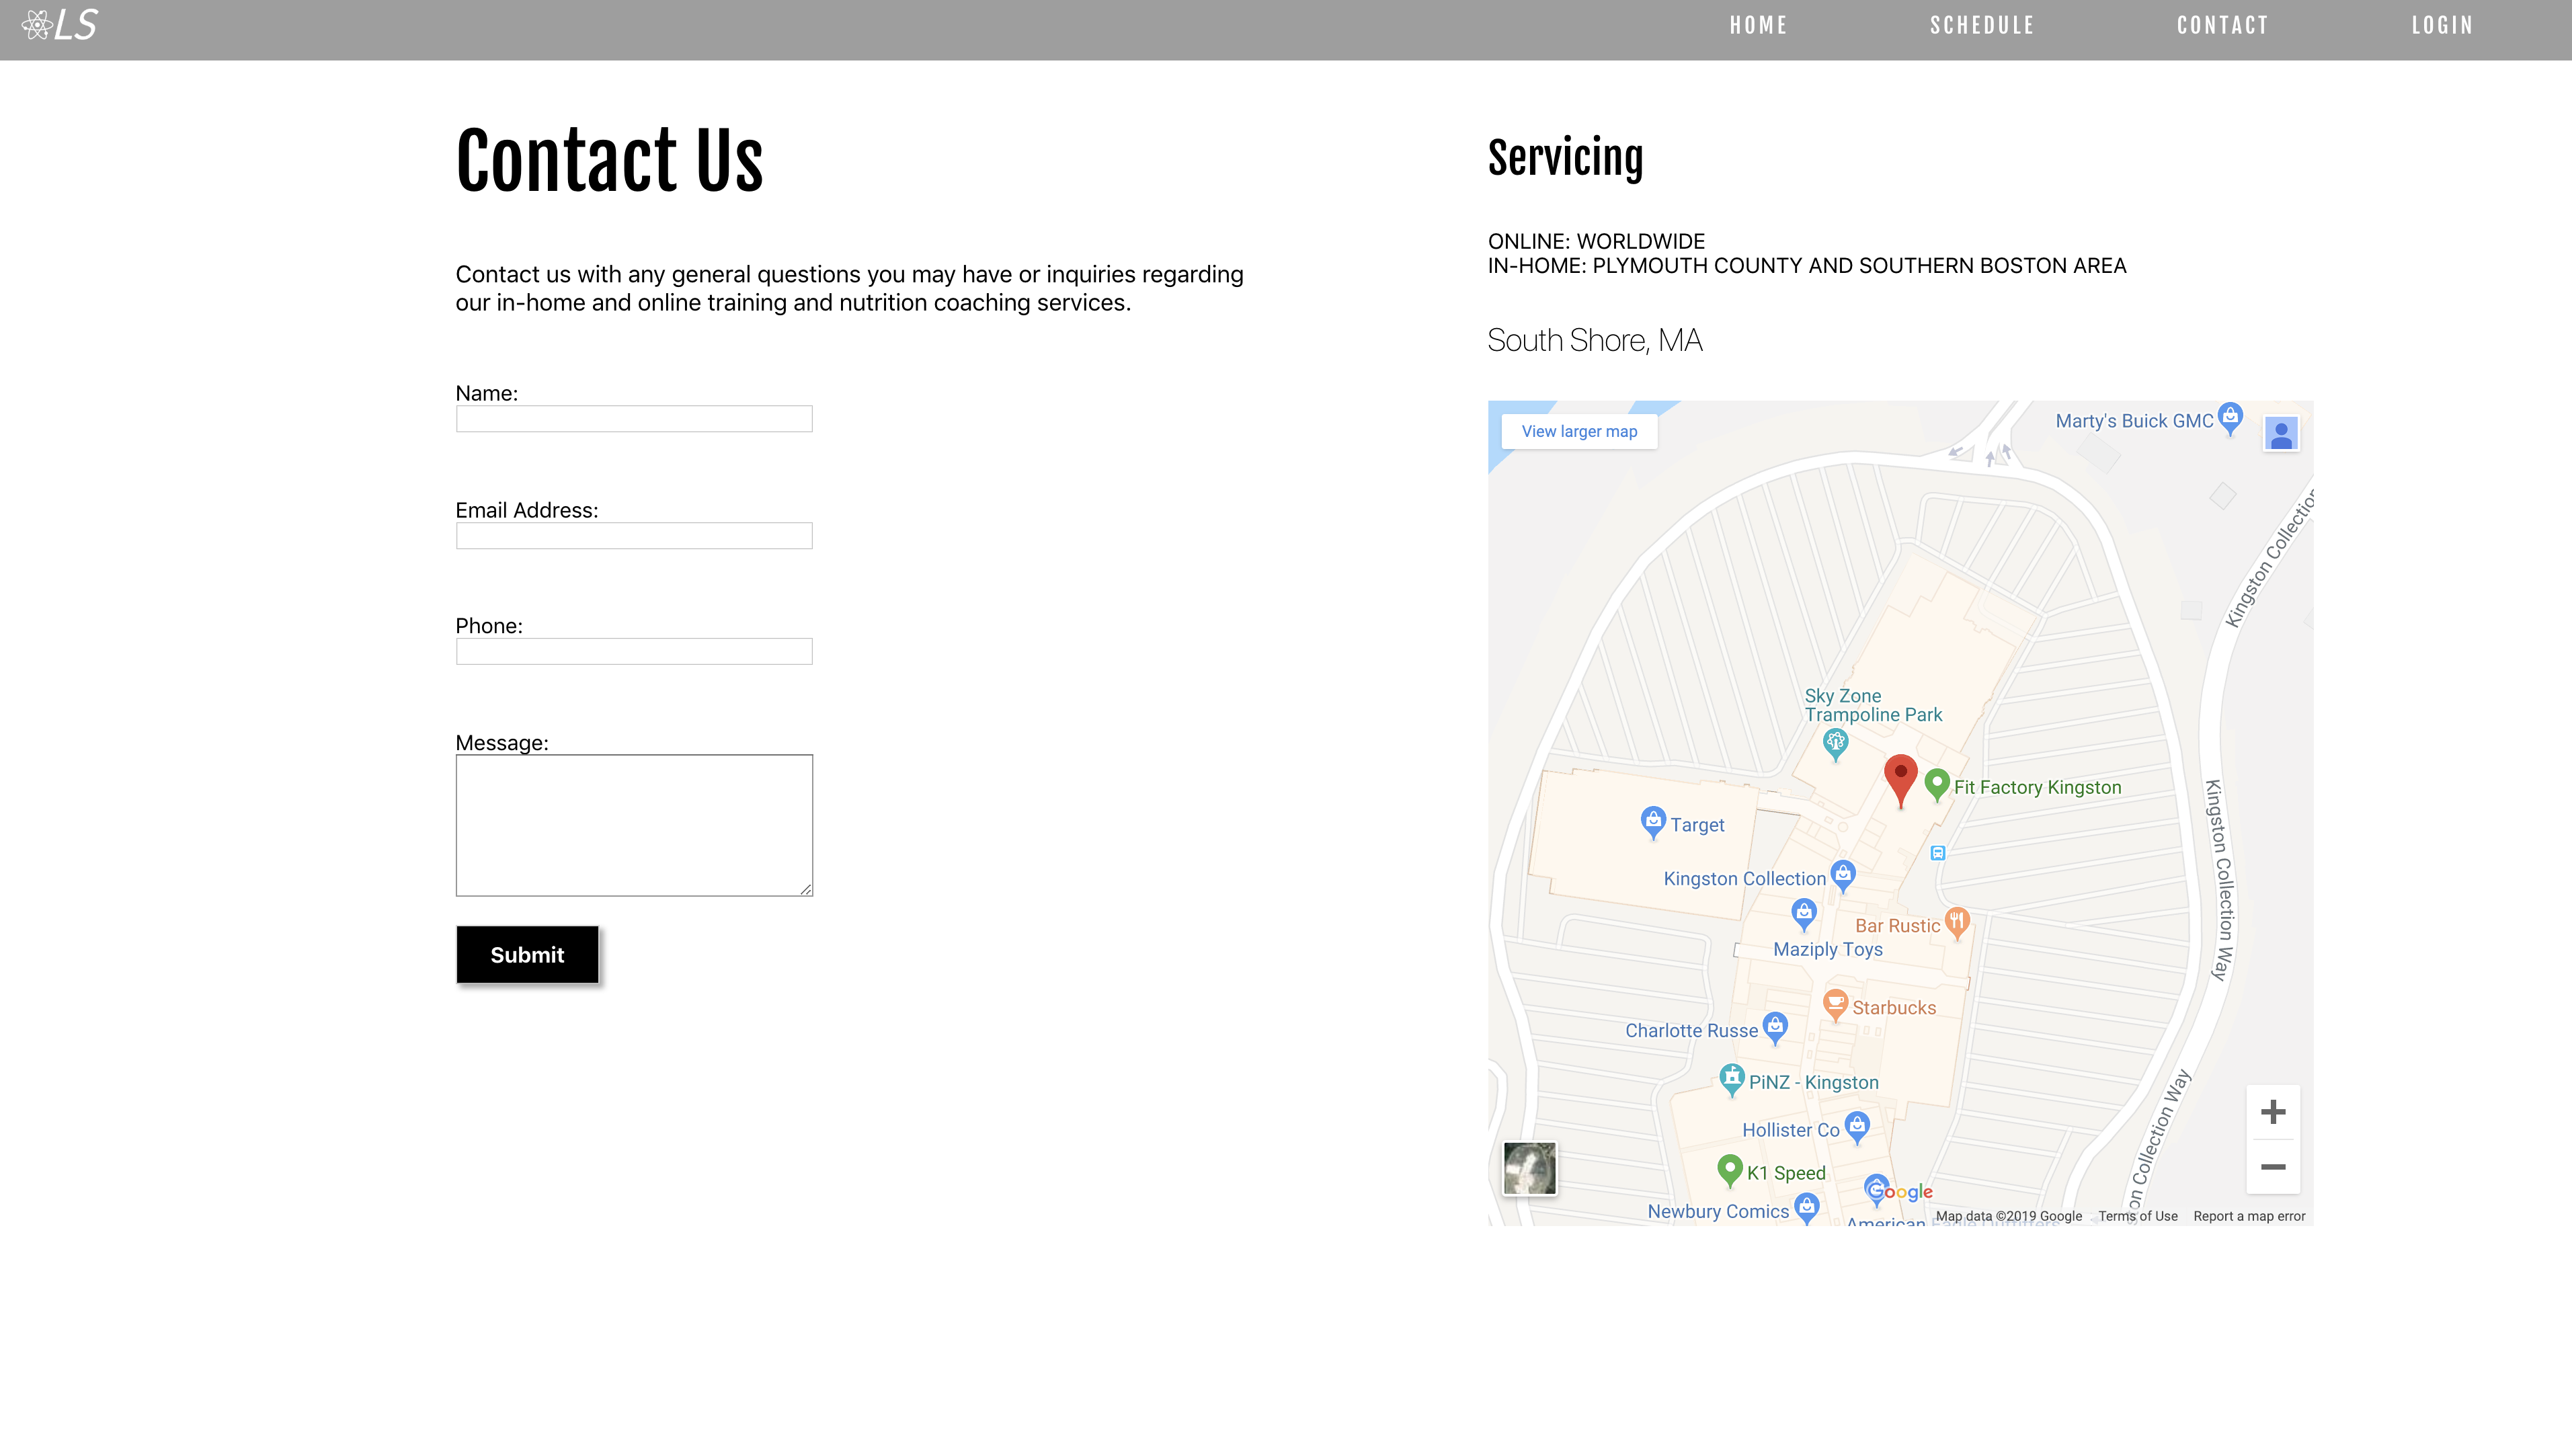 LS
HOME
SCHEDULE
CONTACT
LOGIN
Contact Us
Contact us with any general questions you may have or inquiries regarding
our in-home and online training and nutrition coaching services.
Name:
Email Address:
Phone:
Message:
Submit
Servicing
ONLINE: WORLDWIDE
IN-HOME: PLYMOUTH COUNTY AND SOUTHERN BOSTON AREA
South Shore, MA
View larger map
Marty's Buick GMC
Kingston Collection
Sky Zone
Trampoline Park
Fit Factory Kingston
Target
Kingston Collection
Kingston Collection Way
Bar Rustic
Maziply Toys
Starbucks
Charlotte Russe
PiNZ - Kingston
on Collection Way
Hollister Co
K1 Speed
Google
Newbury Comics
American Eagle Outfitters
Map data ©2019 Google
Terms of Use
Report a map error